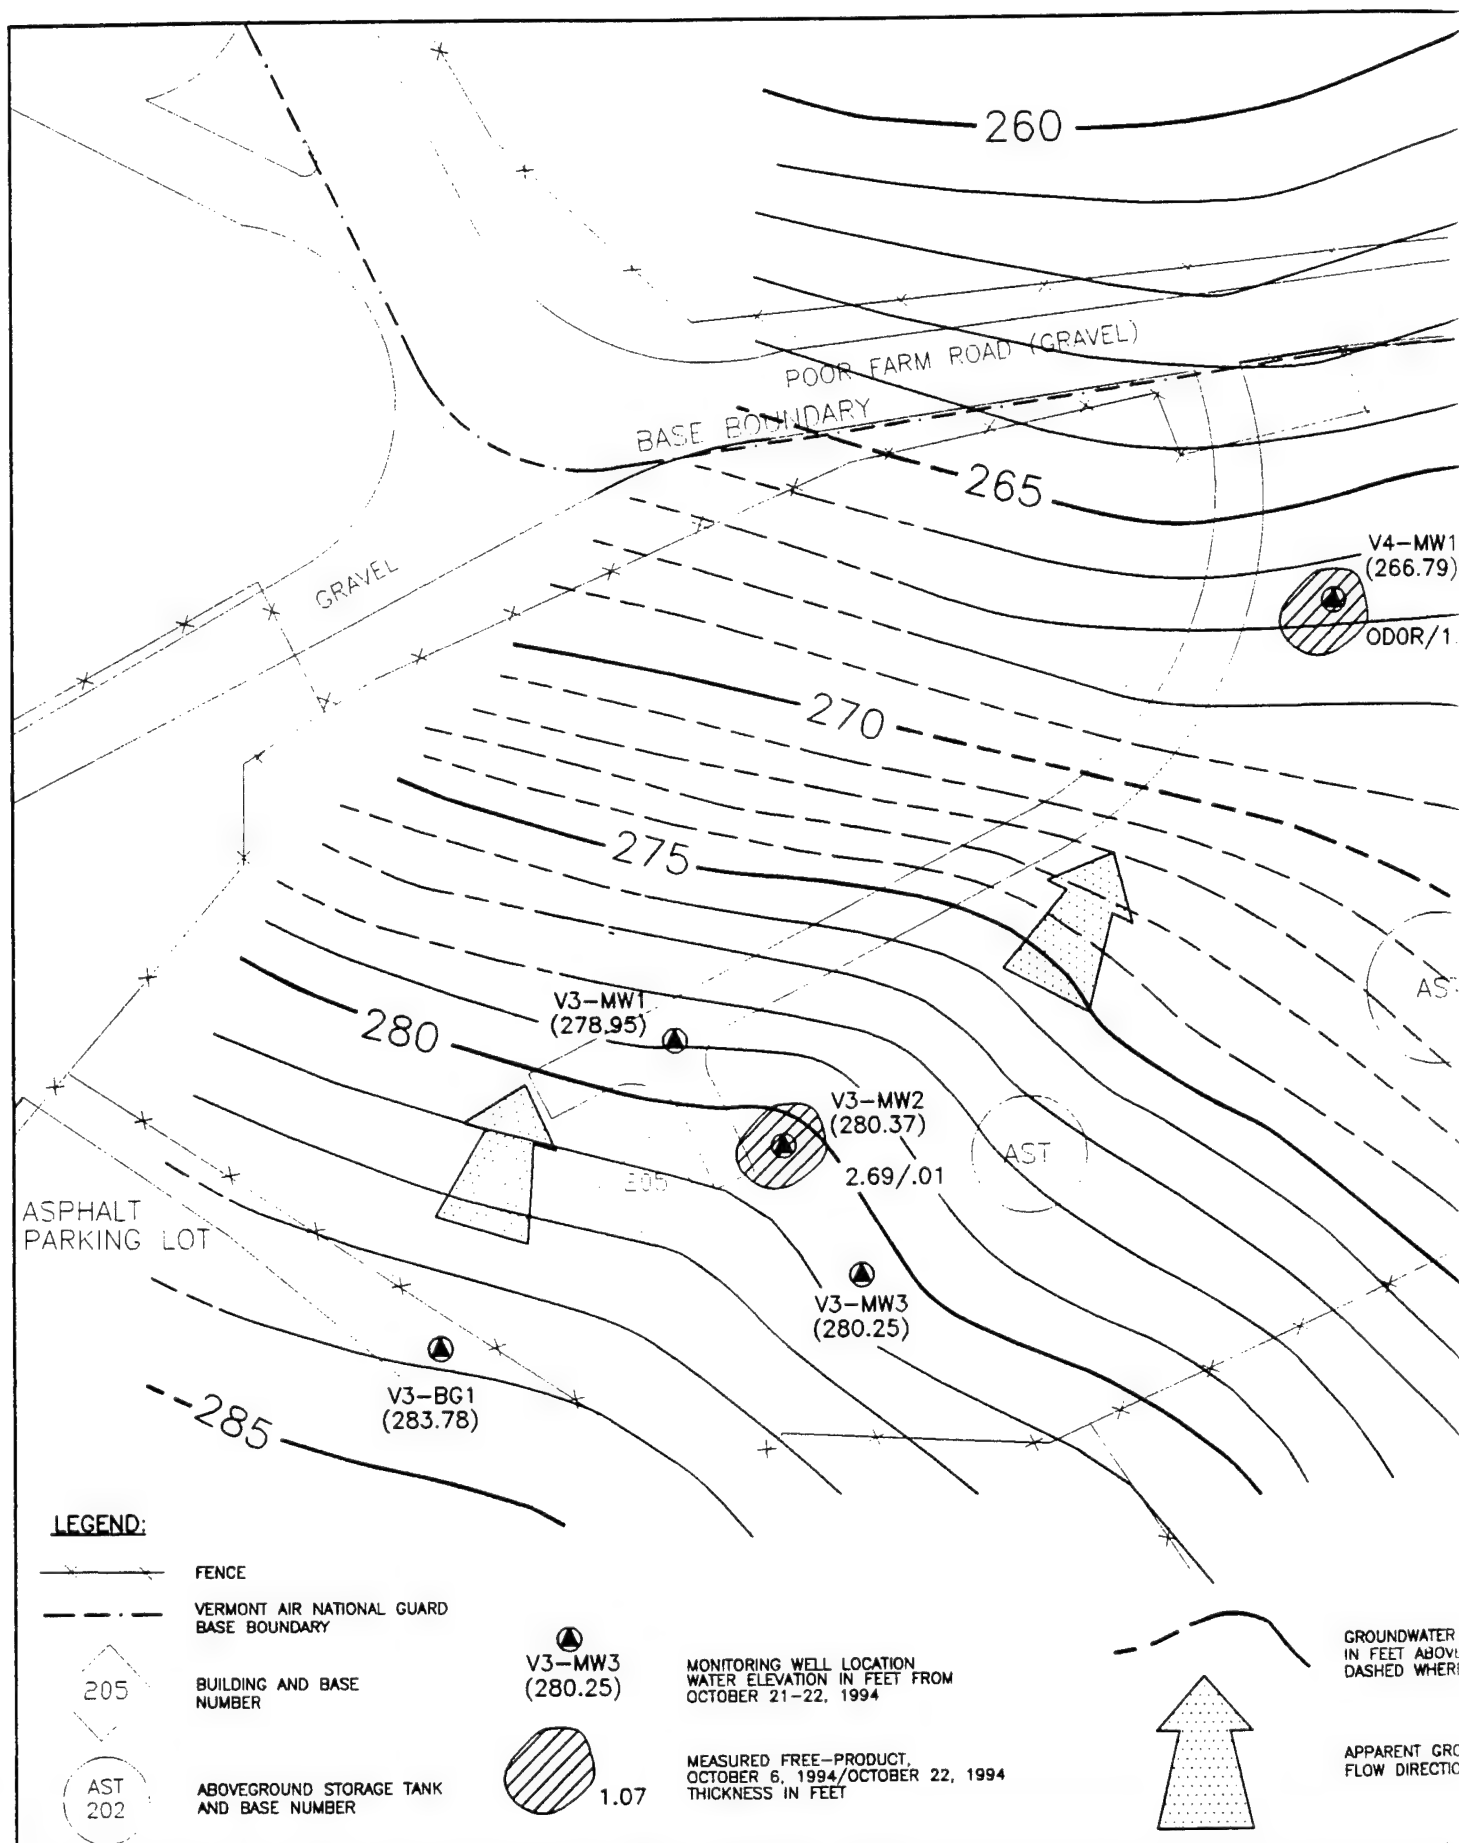 260
POOR FARM ROAD (GRAVEL)
BASE BOUNDARY
265
V4-MW1
(266.79)
GRAVEL
ODOR/1.
270
275
AS
V3-MW1
(278.95)
280
V3-MW2
(280.37)
AST
2.69/.01
205
ASPHALT
PARKING LOT
V3-MW3
(280.25)
V3-BG1
(283.78)
285
LEGEND:
FENCE
VERMONT AIR NATIONAL GUARD
BASE BOUNDARY
205
BUILDING AND BASE
NUMBER
AST
202
ABOVEGROUND STORAGE TANK
AND BASE NUMBER
V3-MW3
(280.25)
MONITORING WELL LOCATION
WATER ELEVATION IN FEET FROM
OCTOBER 21-22, 1994
1.07
MEASURED FREE-PRODUCT,
OCTOBER 6, 1994/OCTOBER 22, 1994
THICKNESS IN FEET
GROUNDWATER
IN FEET ABOVE
DASHED WHERE
APPARENT GRO
FLOW DIRECTIO